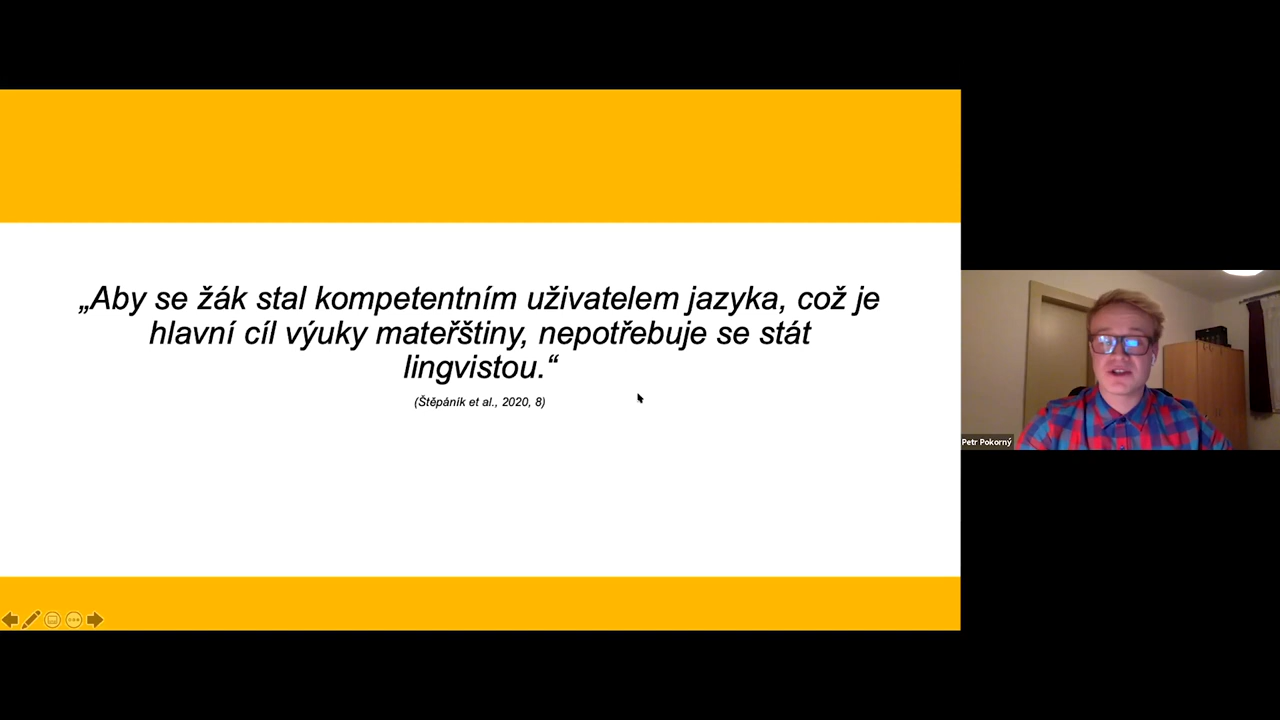 „Aby se žák stal kompetentním uživatelem jazyka, což je
hlavní cíl výuky mateřštiny, nepotřebuje se stát
lingvistou.“
(Štěpáník et al., 2020, 8)
Petr Pokorný